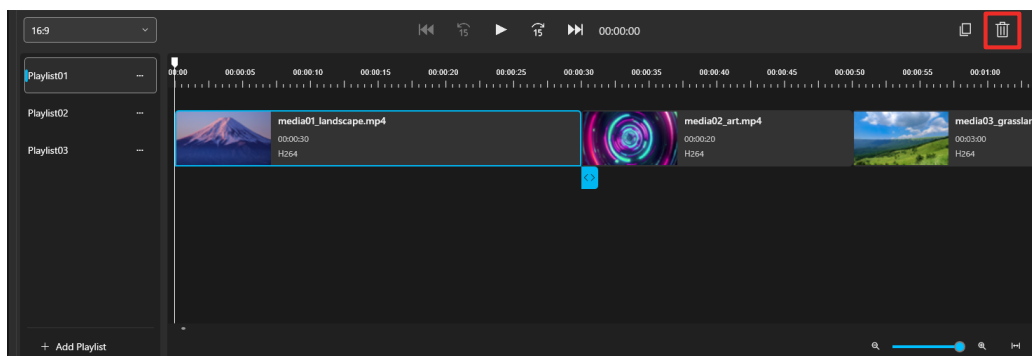 16:9
15
15
00:00:00
Playlist01
Playlist02
Playlist03
00:00 00:00:05 00:00:10 00:00:15 00:00:20 00:00:25 00:00:30 00:00:35 00:00:40 00:00:45 00:00:50 00:00:55 00:01:00
media01_landscape.mp4
00:00:30
H264
media02_art.mp4
00:00:20
H264
media03_grasslan
00:03:00
H264
+ Add Playlist